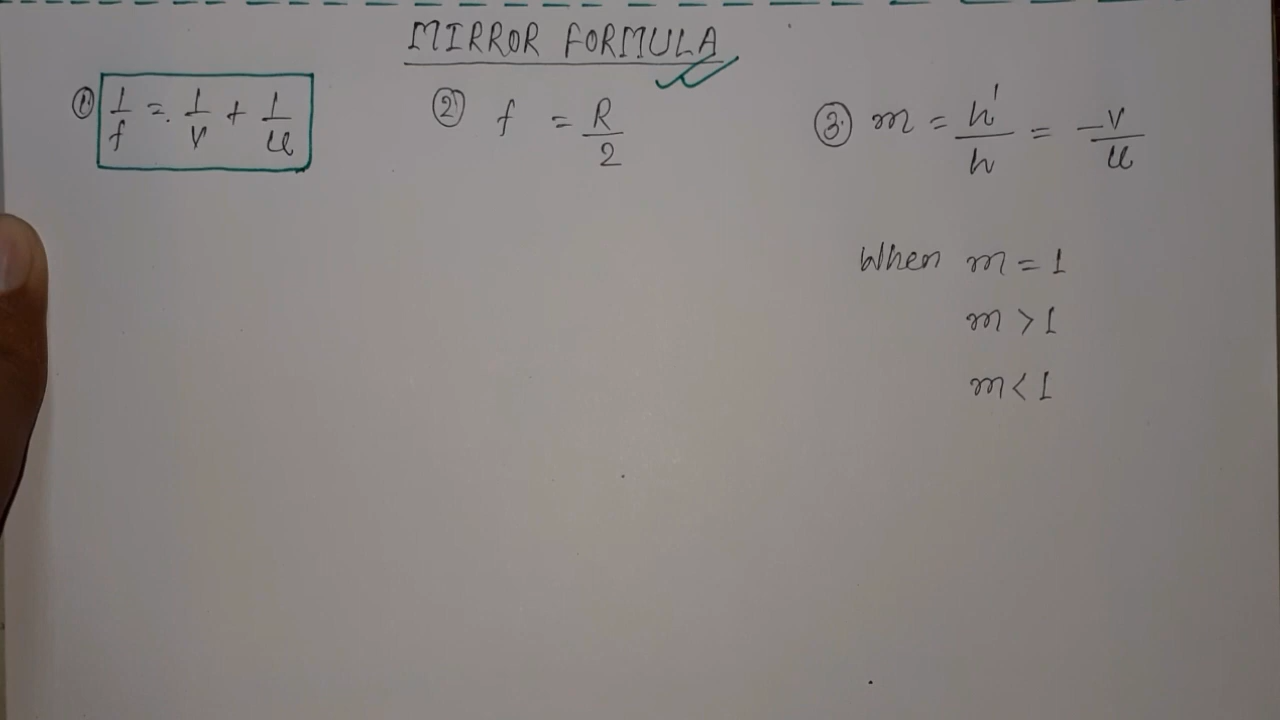 MIRROR FORMULA
① 1/f = 1/v + 1/u
② f = R/2
③ m = h'/h = -v/u
When m = 1
m > 1
m < 1